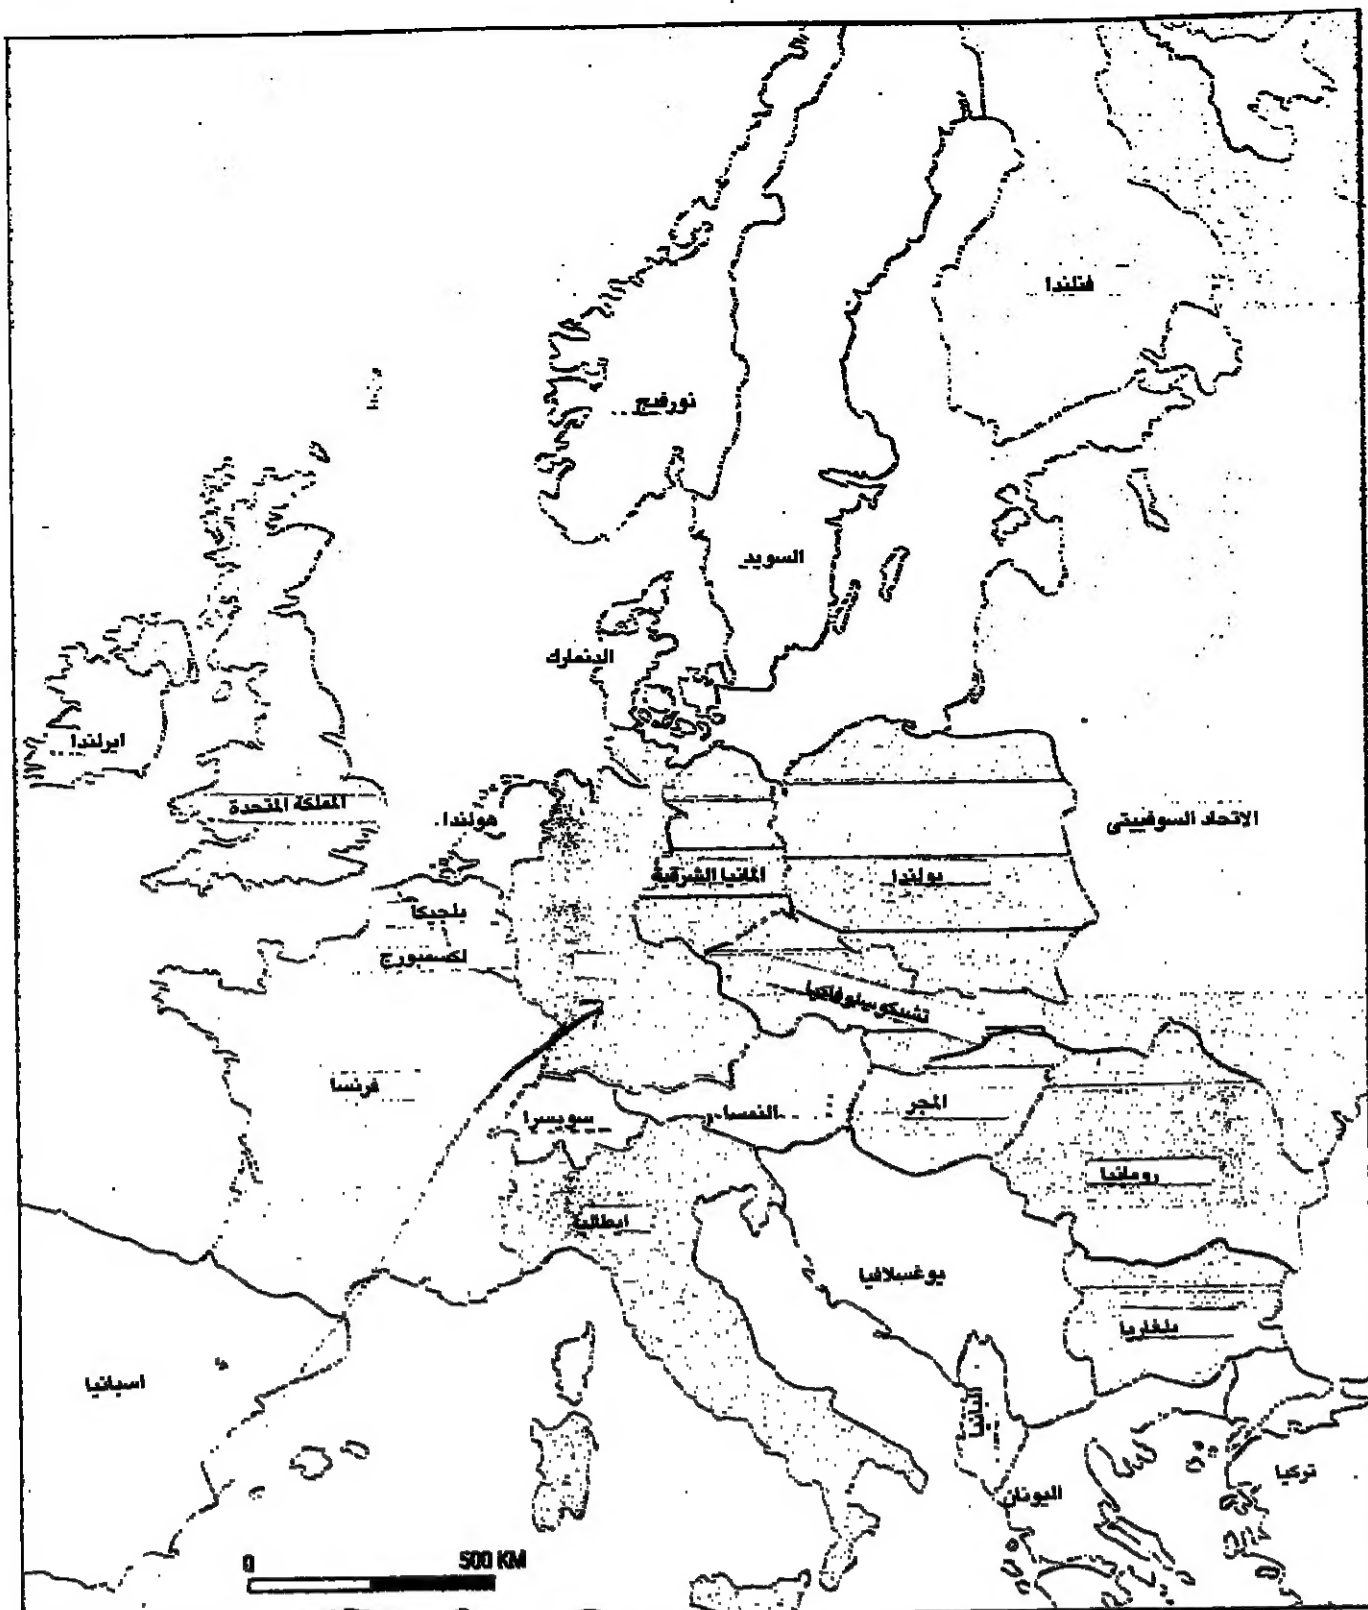 فنلندا
نورفيج
السويد
الدنمارك
ايرلندا
المملكة المتحدة
هولندا
الاتحاد السوفييتى
المانيا الشرقية
بولندا
بلجيكا
لكسمبورج
تشيكوسلوفاكيا
فرنسا
سويسرا
النمسا
المجر
رومانيا
ايطاليا
يوغسلافيا
بلغاريا
اسبانيا
البانيا
اليونان
تركيا
0 500 KM